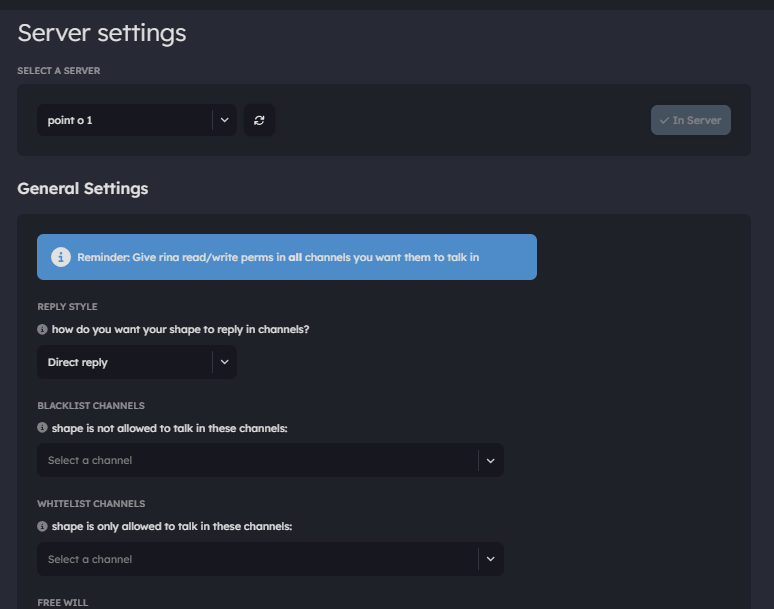 Server settings
SELECT A SERVER
point o 1
In Server
General Settings
Reminder: Give rina read/write perms in all channels you want them to talk in
REPLY STYLE
how do you want your shape to reply in channels?
Direct reply
BLACKLIST CHANNELS
shape is not allowed to talk in these channels:
Select a channel
WHITELIST CHANNELS
shape is only allowed to talk in these channels:
Select a channel
FREE WILL